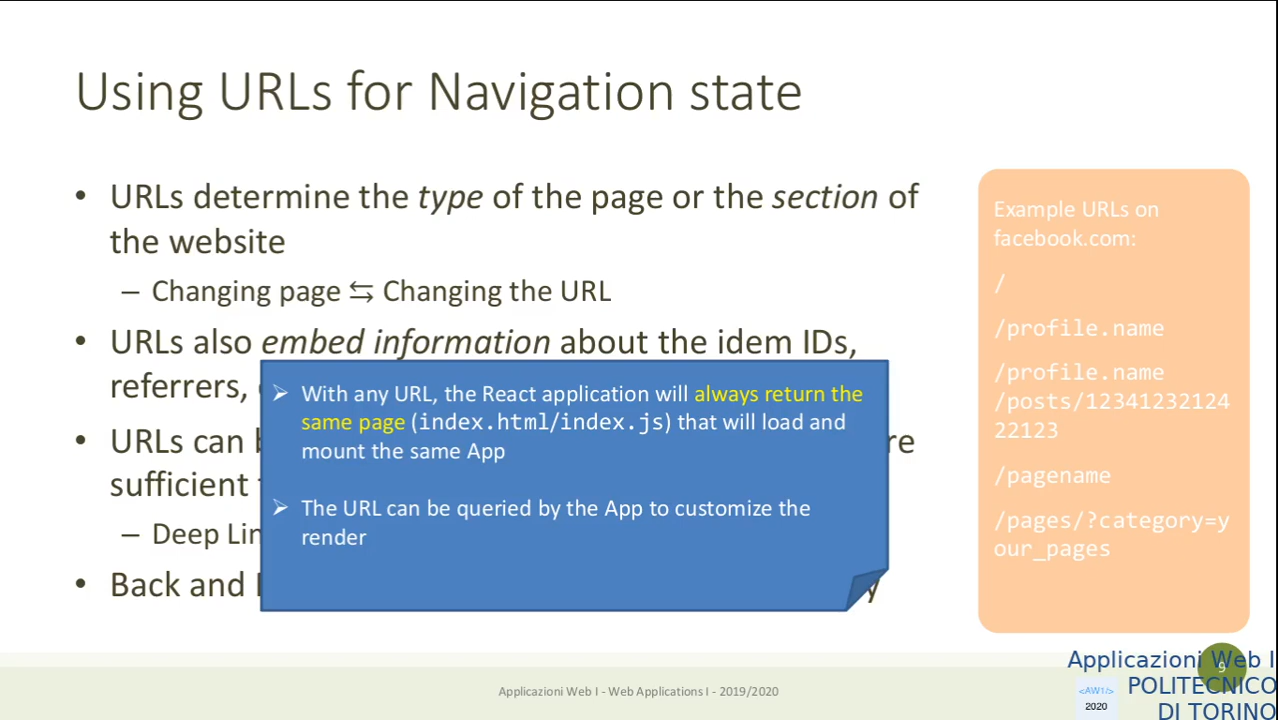 Using URLs for Navigation state
• URLs determine the type of the page or the section of
the website
– Changing page ⇆ Changing the URL
• URLs also embed information about the idem IDs,
referrers,
• URLs can
sufficient
– Deep
• Back and
➢ With any URL, the React application will always return the
same page (index.html/index.js) that will load and
mount the same App
➢ The URL can be queried by the App to customize the
render
Example URLs on
facebook.com:
/
/profile.name
/profile.name
/posts/12341232124
22123
/pagename
/pages/?category=y
our_pages
Applicazioni Web I - Web Applications I - 2019/2020
9
Applicazioni Web I
<AW1/>
2020
POLITECNICO
DI TORINO